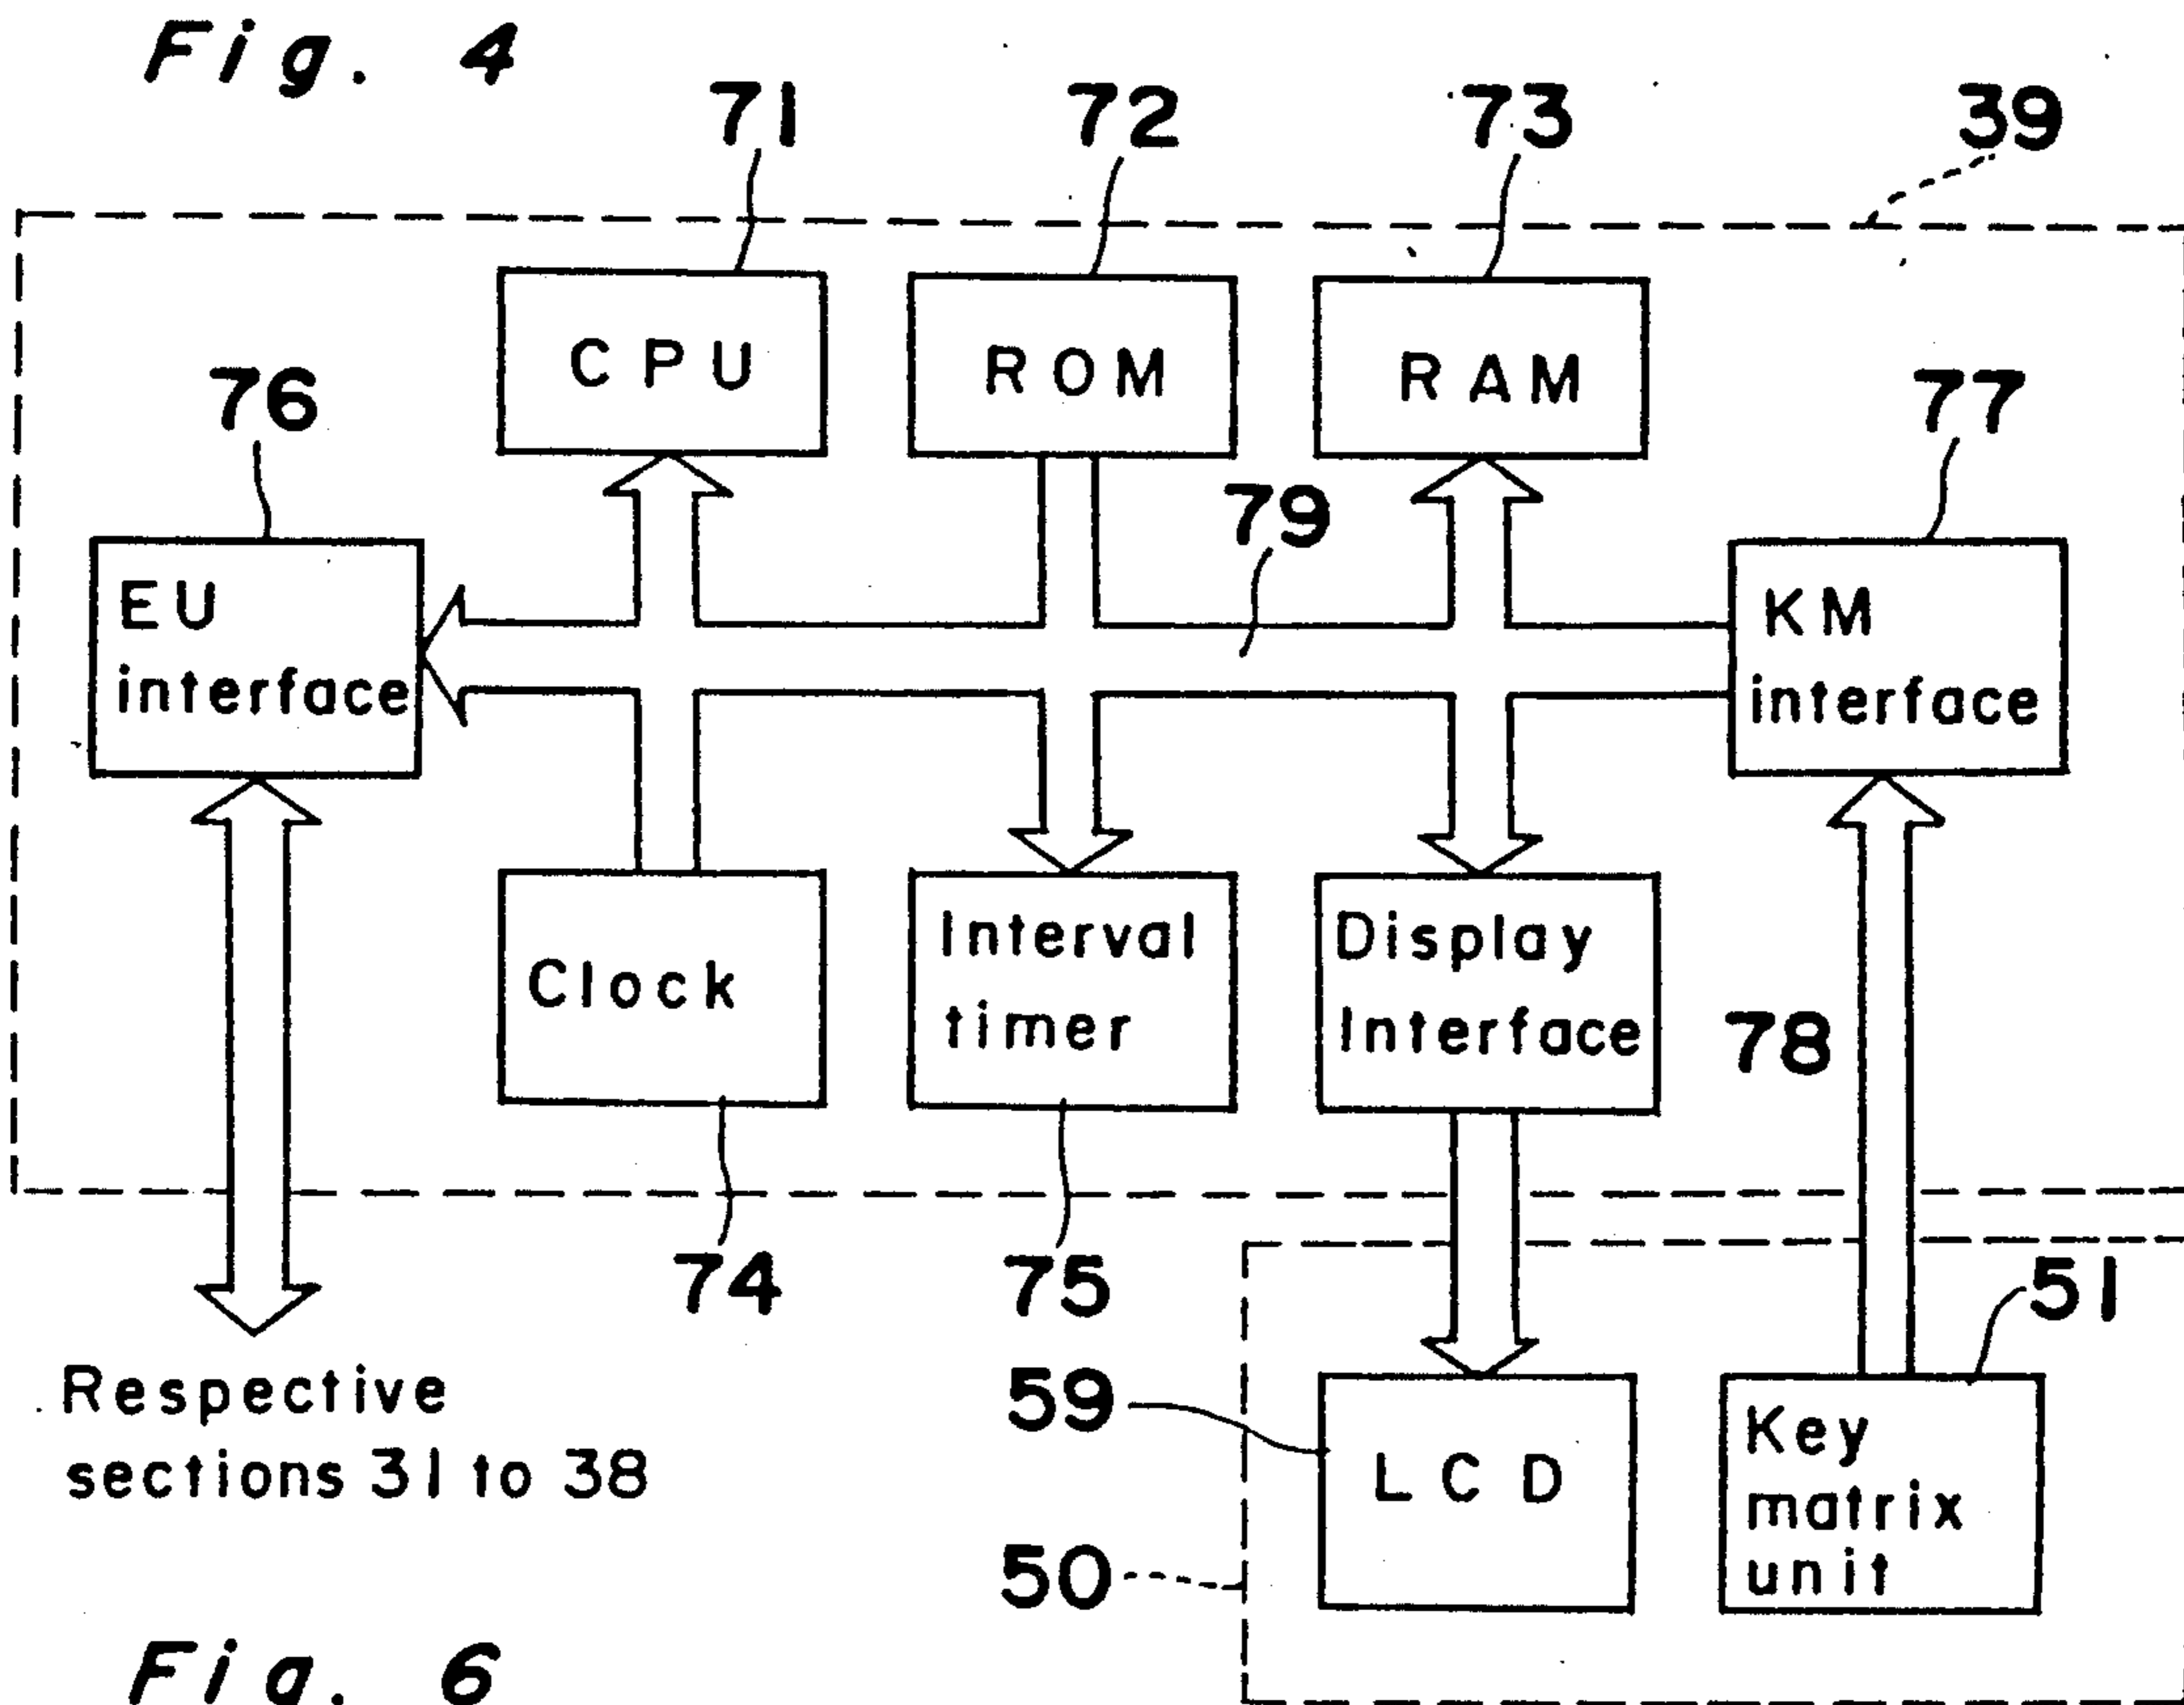 Fig. 4
71
72
73
39
CPU
ROM
RAM
76
77
79
EU
interface
KM
interface
Clock
Interval
timer
Display
Interface
78
74
75
51
59
Respective
sections 31 to 38
LCD
Key
matrix
unit
50
Fig. 6